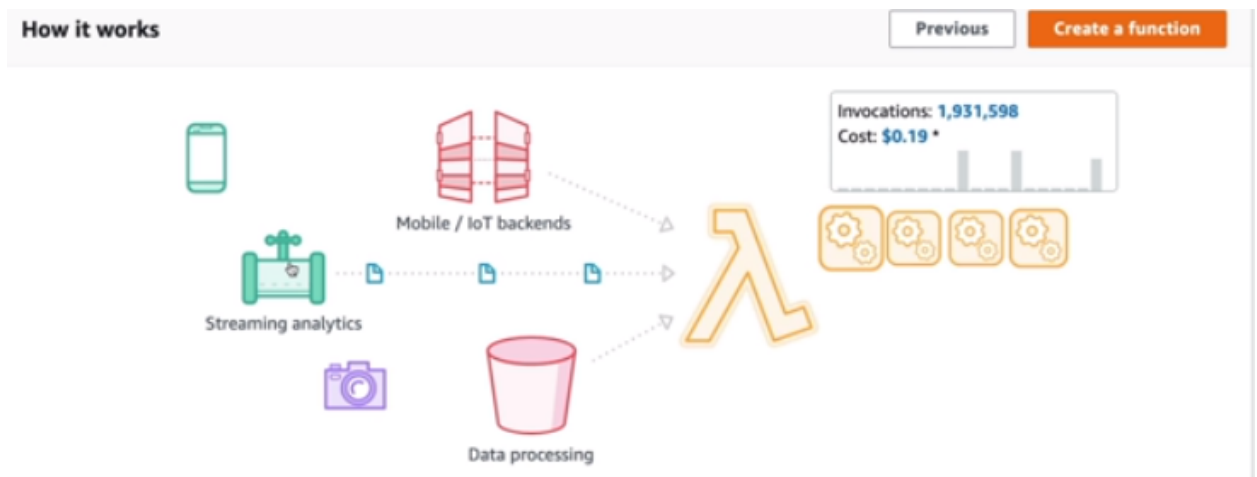 How it works
Previous
Create a function
Invocations: 1,931,598
Cost: $0.19 *
Mobile / IoT backends
Streaming analytics
Data processing